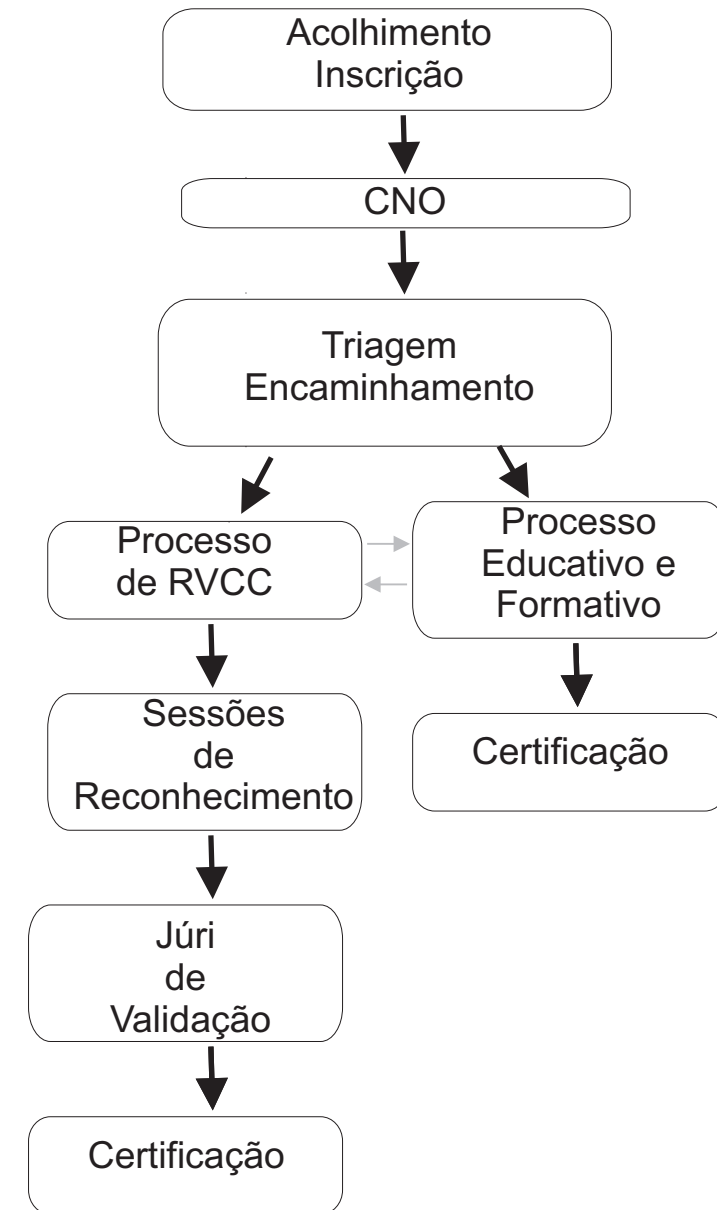 Acolhimento
Inscrição
CNO
Triagem
Encaminhamento
Processo
de RVCC
Processo
Educativo e
Formativo
Sessões
de
Reconhecimento
Certificação
Júri
de
Validação
Certificação